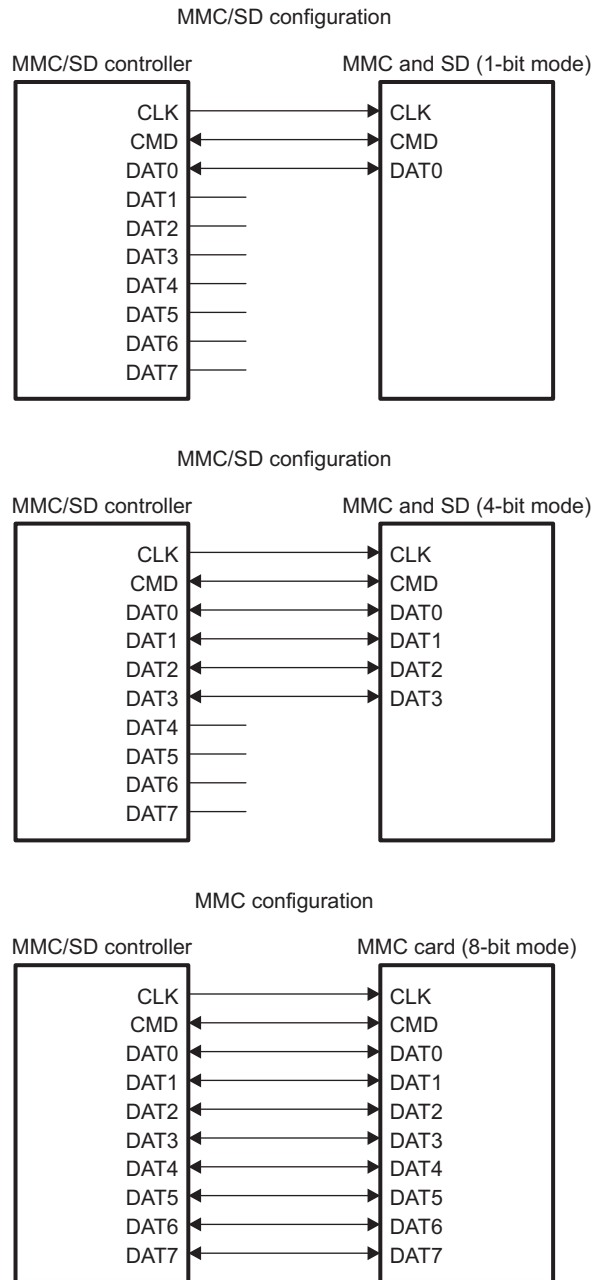 MMC/SD configuration
MMC/SD controller MMC and SD (1-bit mode)
CLK CLK
CMD CMD
DAT0 DAT0
DAT1
DAT2
DAT3
DAT4
DAT5
DAT6
DAT7
MMC/SD configuration
MMC/SD controller MMC and SD (4-bit mode)
CLK CLK
CMD CMD
DAT0 DAT0
DAT1 DAT1
DAT2 DAT2
DAT3 DAT3
DAT4
DAT5
DAT6
DAT7
MMC configuration
MMC/SD controller MMC card (8-bit mode)
CLK CLK
CMD CMD
DAT0 DAT0
DAT1 DAT1
DAT2 DAT2
DAT3 DAT3
DAT4 DAT4
DAT5 DAT5
DAT6 DAT6
DAT7 DAT7